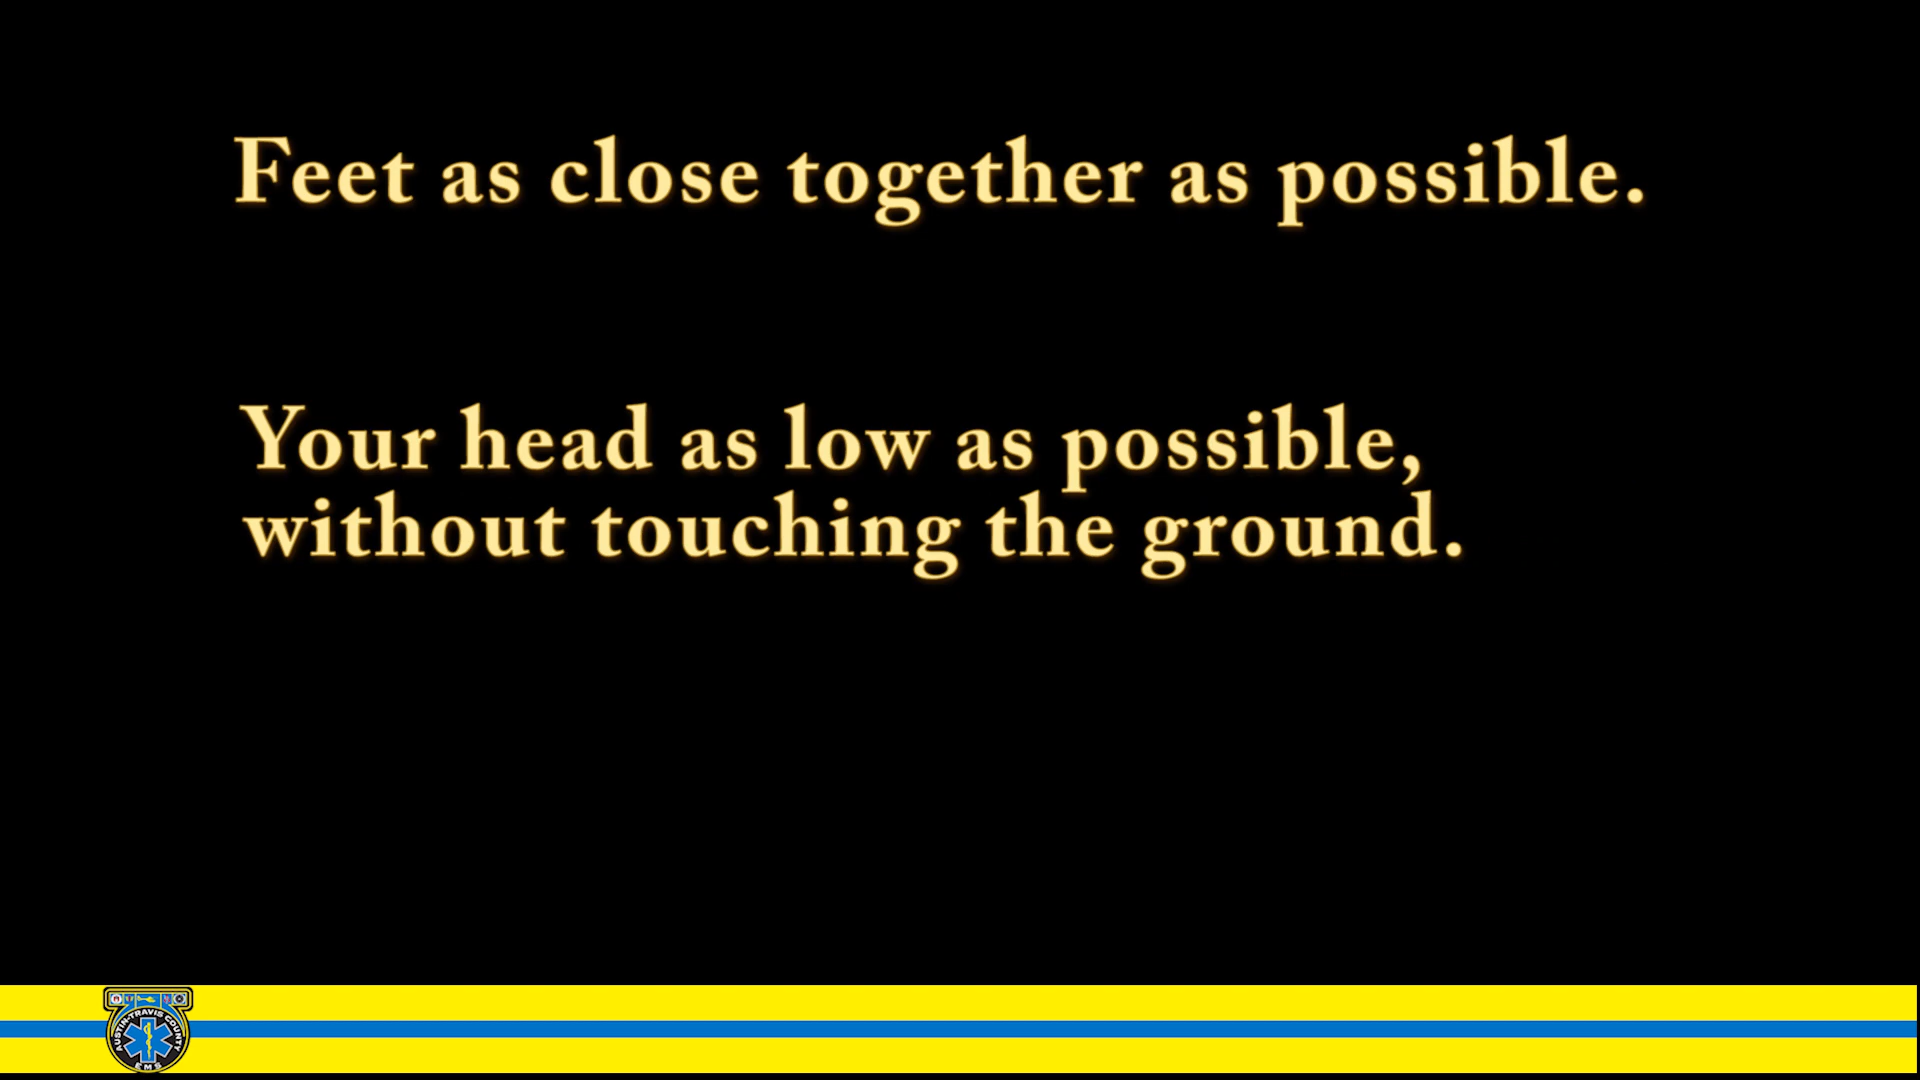 Feet as close together as possible.
Your head as low as possible,
without touching the ground.
AUSTIN-TRAVIS COUNTY
EMS